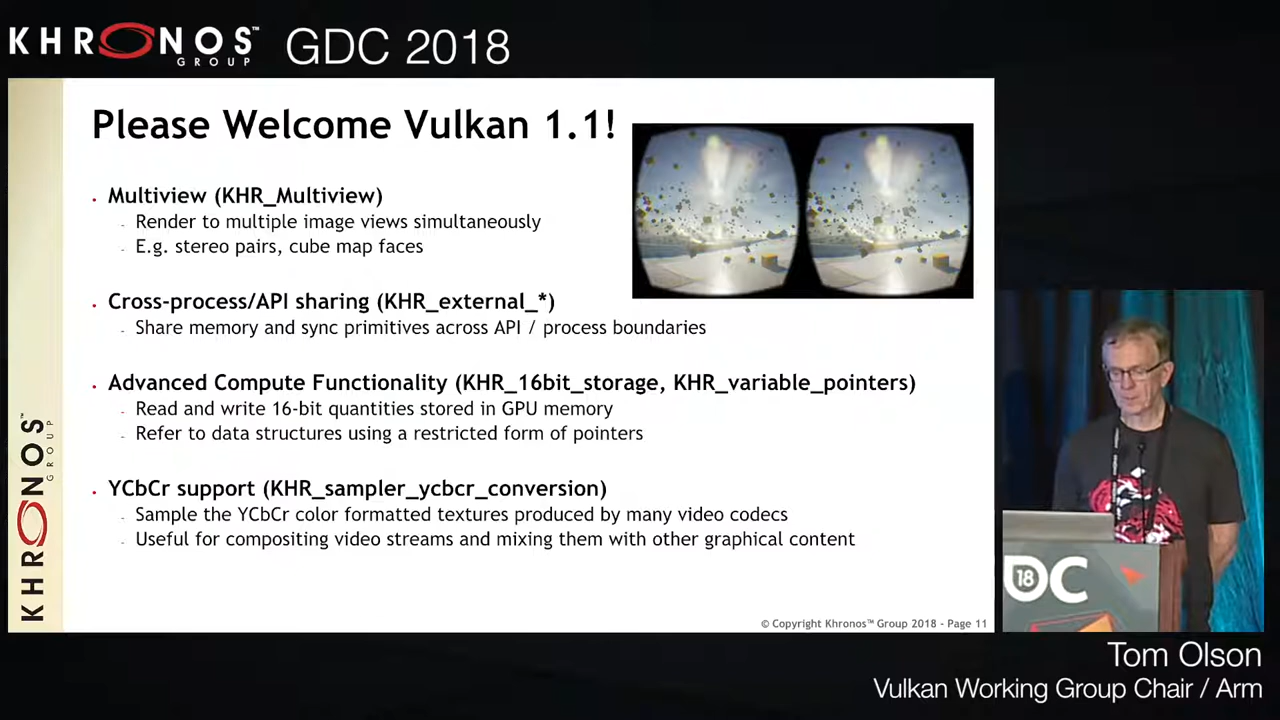 KHRONOS™ GROUP GDC 2018
Please Welcome Vulkan 1.1!
Multiview (KHR_Multiview)
Render to multiple image views simultaneously
E.g. stereo pairs, cube map faces
Cross-process/API sharing (KHR_external_*)
Share memory and sync primitives across API / process boundaries
Advanced Compute Functionality (KHR_16bit_storage, KHR_variable_pointers)
Read and write 16-bit quantities stored in GPU memory
Refer to data structures using a restricted form of pointers
YCbCr support (KHR_sampler_ycbcr_conversion)
Sample the YCbCr color formatted textures produced by many video codecs
Useful for compositing video streams and mixing them with other graphical content
KHRONOS™ GROUP
© Copyright Khronos™ Group 2018 - Page 11
18
DC
Tom Olson
Vulkan Working Group Chair / Arm